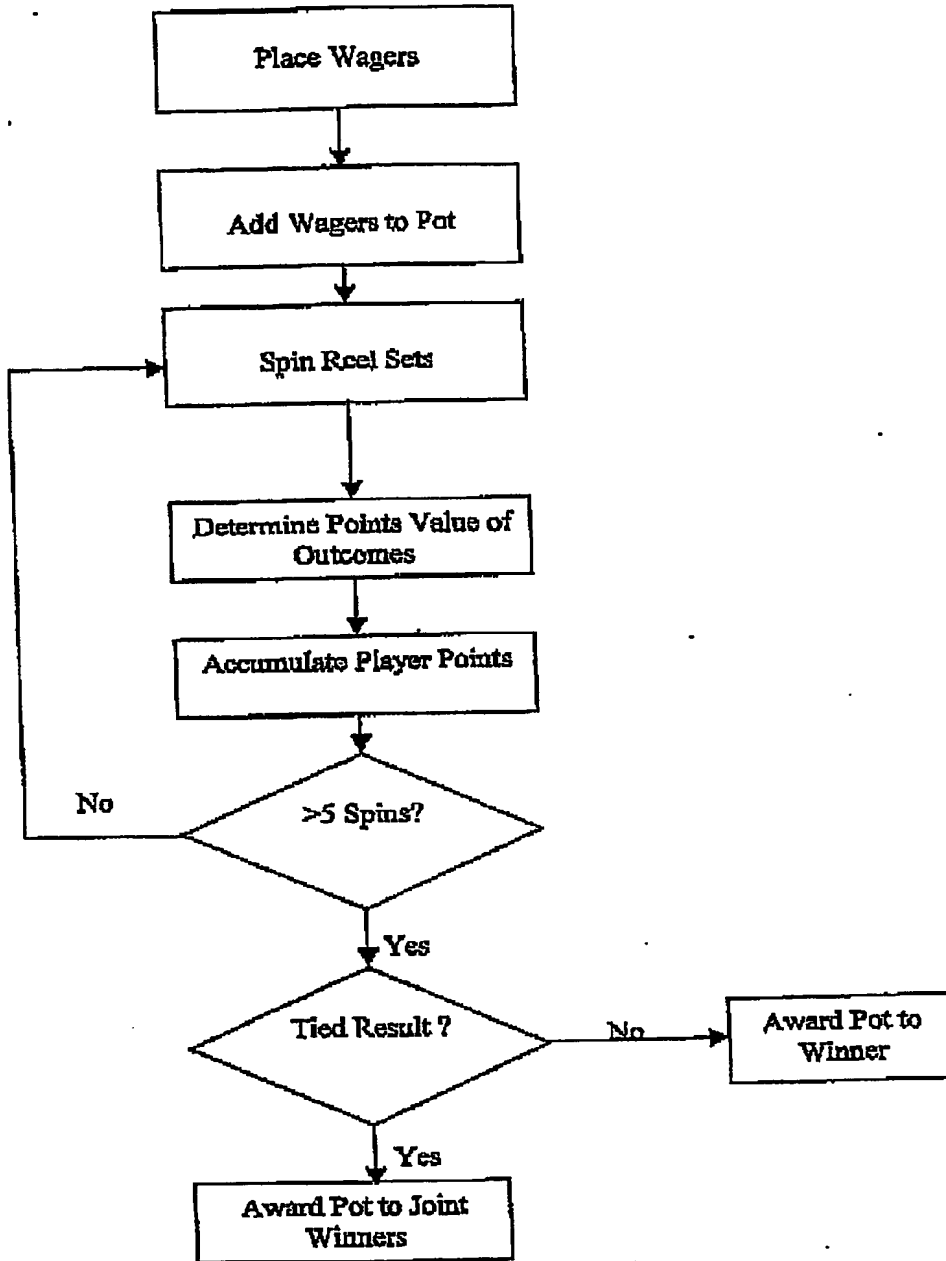 Place Wagers
Add Wagers to Pot
Spin Reel Sets
Determine Points Value of
Outcomes
Accumulate Player Points
>5 Spins?
No
Yes
Tied Result ?
No
Award Pot to
Winner
Yes
Award Pot to Joint
Winners